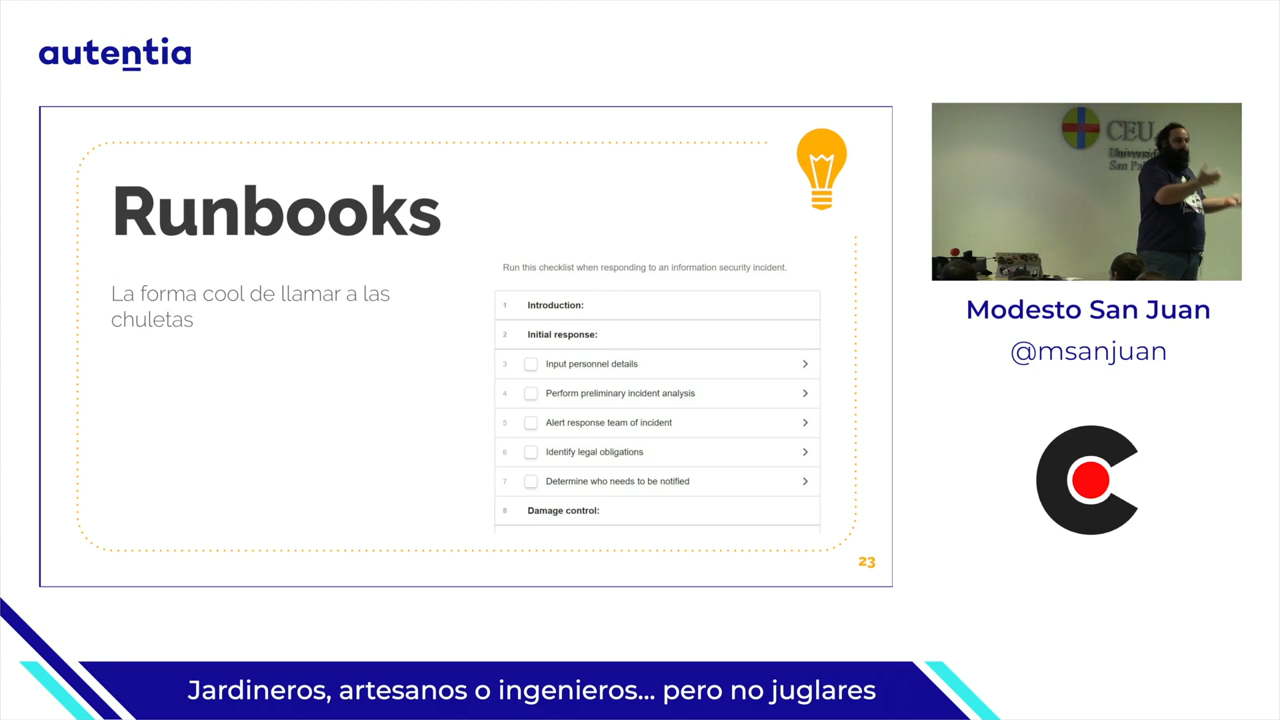 autentia
Runbooks
La forma cool de llamar a las
chuletas
Run this checklist when responding to an information security incident.
1 Introduction:
2 Initial response:
3 Input personnel details
4 Perform preliminary incident analysis
5 Alert response team of incident
6 Identify legal obligations
7 Determine who needs to be notified
8 Damage control:
23
CEU
San Pa
Modesto San Juan
@msanjuan
Jardineros, artesanos o ingenieros... pero no juglares